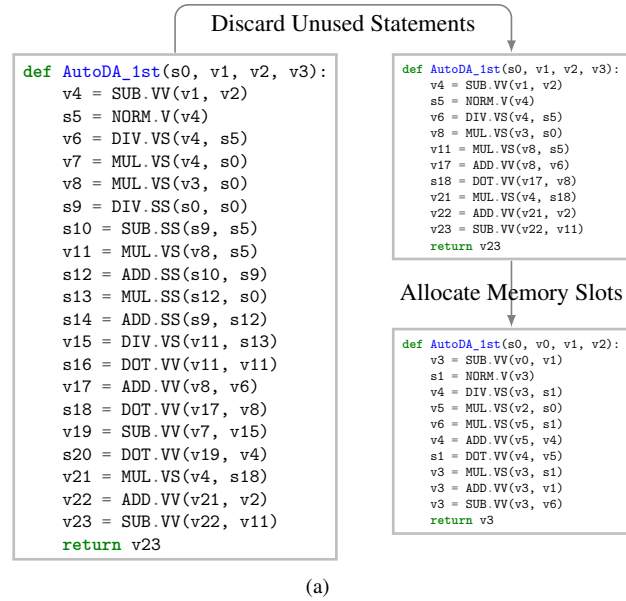 Discard Unused Statements
def AutoDA_1st(s0, v1, v2, v3):
v4 = SUB.VV(v1, v2)
s5 = NORM.V(v4)
v6 = DIV.VS(v4, s5)
v7 = MUL.VS(v4, s0)
v8 = MUL.VS(v3, s0)
s9 = DIV.SS(s0, s0)
s10 = SUB.SS(s9, s5)
v11 = MUL.VS(v8, s5)
s12 = ADD.SS(s10, s9)
s13 = MUL.SS(s12, s0)
s14 = ADD.SS(s9, s12)
v15 = DIV.VS(v11, s13)
s16 = DOT.VV(v11, v11)
v17 = ADD.VV(v8, v6)
s18 = DOT.VV(v17, v8)
v19 = SUB.VV(v7, v15)
s20 = DOT.VV(v19, v4)
v21 = MUL.VS(v4, s18)
v22 = ADD.VV(v21, v2)
v23 = SUB.VV(v22, v11)
return v23
def AutoDA_1st(s0, v1, v2, v3):
v4 = SUB.VV(v1, v2)
s5 = NORM.V(v4)
v6 = DIV.VS(v4, s5)
v8 = MUL.VS(v3, s0)
v11 = MUL.VS(v8, s5)
v17 = ADD.VV(v8, v6)
s18 = DOT.VV(v17, v8)
v21 = MUL.VS(v4, s18)
v22 = ADD.VV(v21, v2)
v23 = SUB.VV(v22, v11)
return v23
Allocate Memory Slots
def AutoDA_1st(s0, v0, v1, v2):
v3 = SUB.VV(v0, v1)
s1 = NORM.V(v3)
v4 = DIV.VS(v3, s1)
v5 = MUL.VS(v2, s0)
v6 = MUL.VS(v5, s1)
v4 = ADD.VV(v5, v4)
s1 = DOT.VV(v4, v5)
v3 = MUL.VS(v3, s1)
v3 = ADD.VV(v3, v1)
v3 = SUB.VV(v3, v6)
return v3
(a)